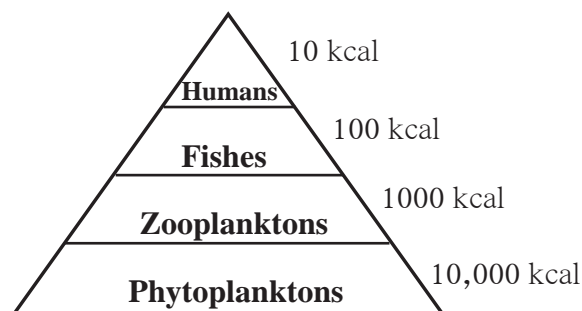 10 kcal
Humans
100 kcal
Fishes
1000 kcal
Zooplanktons
10,000 kcal
Phytoplanktons